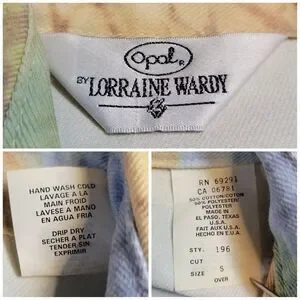 Opal ®
BY LORRAINE WARDY
HAND WASH COLD
LAVAGE A LA
MAIN FROID
LAVESE A MANO
EN AGUA FRIA
DRIP DRY
SECHER A PLAT
TENDER SIN
EXPRIMIR
RN 69291
CA 06781
50% COTTON/COTON
50% POLYESTER/
POLYESTER
MADE IN
EL PASO, TEXAS
U.S.A.
FAIT AUX U.S.A.
HECHO EN E.U.A.
STY. 196
CUT
SIZE S
OVER